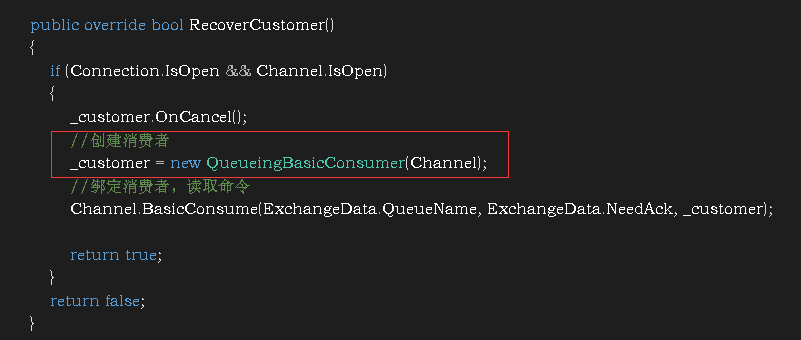 public override bool RecoverCustomer()
{
if (Connection.IsOpen && Channel.IsOpen)
{
_customer.OnCancel();
//创建消费者
_customer = new QueueingBasicConsumer(Channel);
//绑定消费者，读取命令
Channel.BasicConsume(ExchangeData.QueueName, ExchangeData.NeedAck, _customer);
return true;
}
return false;
}